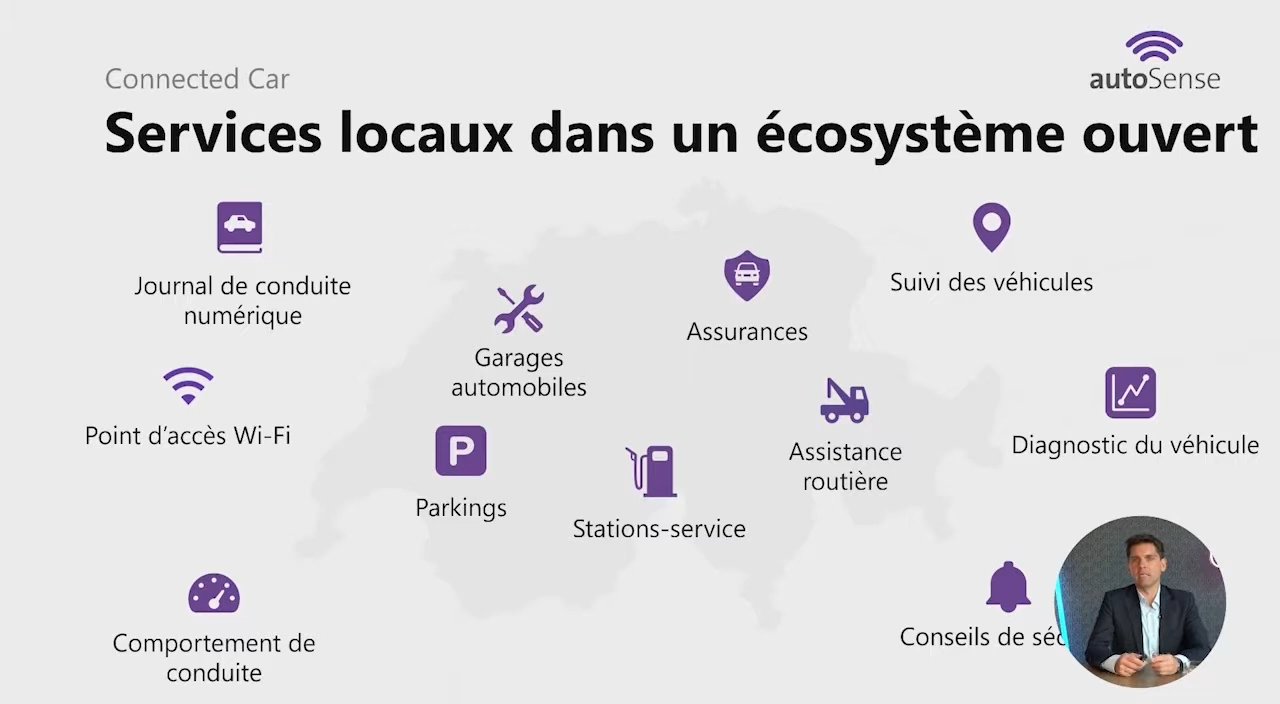 autoSense
Connected Car
Services locaux dans un écosystème ouvert
Journal de conduite
numérique
Suivi des véhicules
Assurances
Garages
automobiles
Point d’accès Wi-Fi
Diagnostic du véhicule
Assistance
routière
P
Parkings
Stations-service
Conseils de
Comportement de
conduite